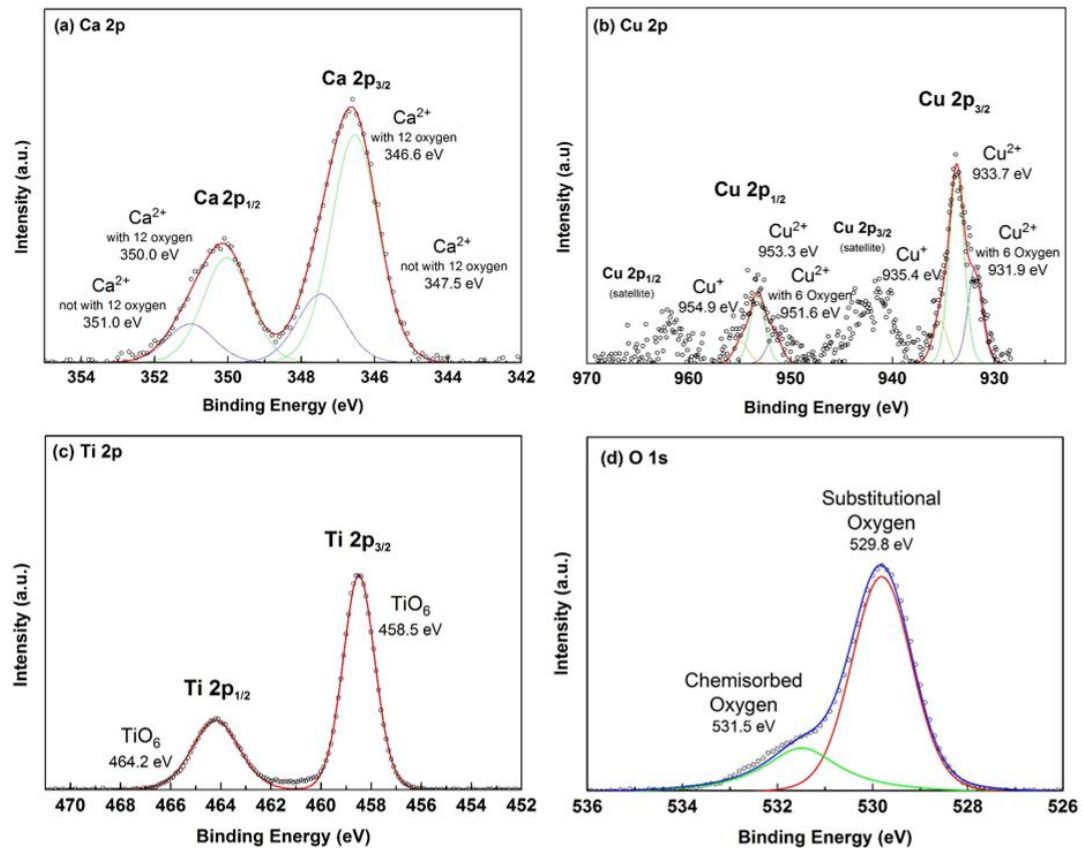 (a) Ca 2p
Ca 2p3/2
Ca2+
with 12 oxygen
346.6 eV
Ca 2p1/2
Ca2+
with 12 oxygen
350.0 eV
Ca2+
not with 12 oxygen
351.0 eV
Ca2+
not with 12 oxygen
347.5 eV
Intensity (a.u.)
354 352 350 348 346 344 342
Binding Energy (eV)
(b) Cu 2p
Cu 2p3/2
Cu2+
933.7 eV
Cu 2p1/2
Cu2+
953.3 eV
Cu 2p3/2
(satellite)
Cu+
935.4 eV
Cu2+
with 6 Oxygen
931.9 eV
Cu 2p1/2
(satellite)
Cu+
954.9 eV
Cu2+
with 6 Oxygen
951.6 eV
Intensity (a.u)
970 960 950 940 930
Binding Energy (eV)
(c) Ti 2p
Ti 2p3/2
TiO6
458.5 eV
Ti 2p1/2
TiO6
464.2 eV
Intensity (a.u.)
470 468 466 464 462 460 458 456 454 452
Binding Energy (eV)
(d) O 1s
Substitutional
Oxygen
529.8 eV
Chemisorbed
Oxygen
531.5 eV
Intensity (a.u.)
536 534 532 530 528 526
Binding Energy (eV)